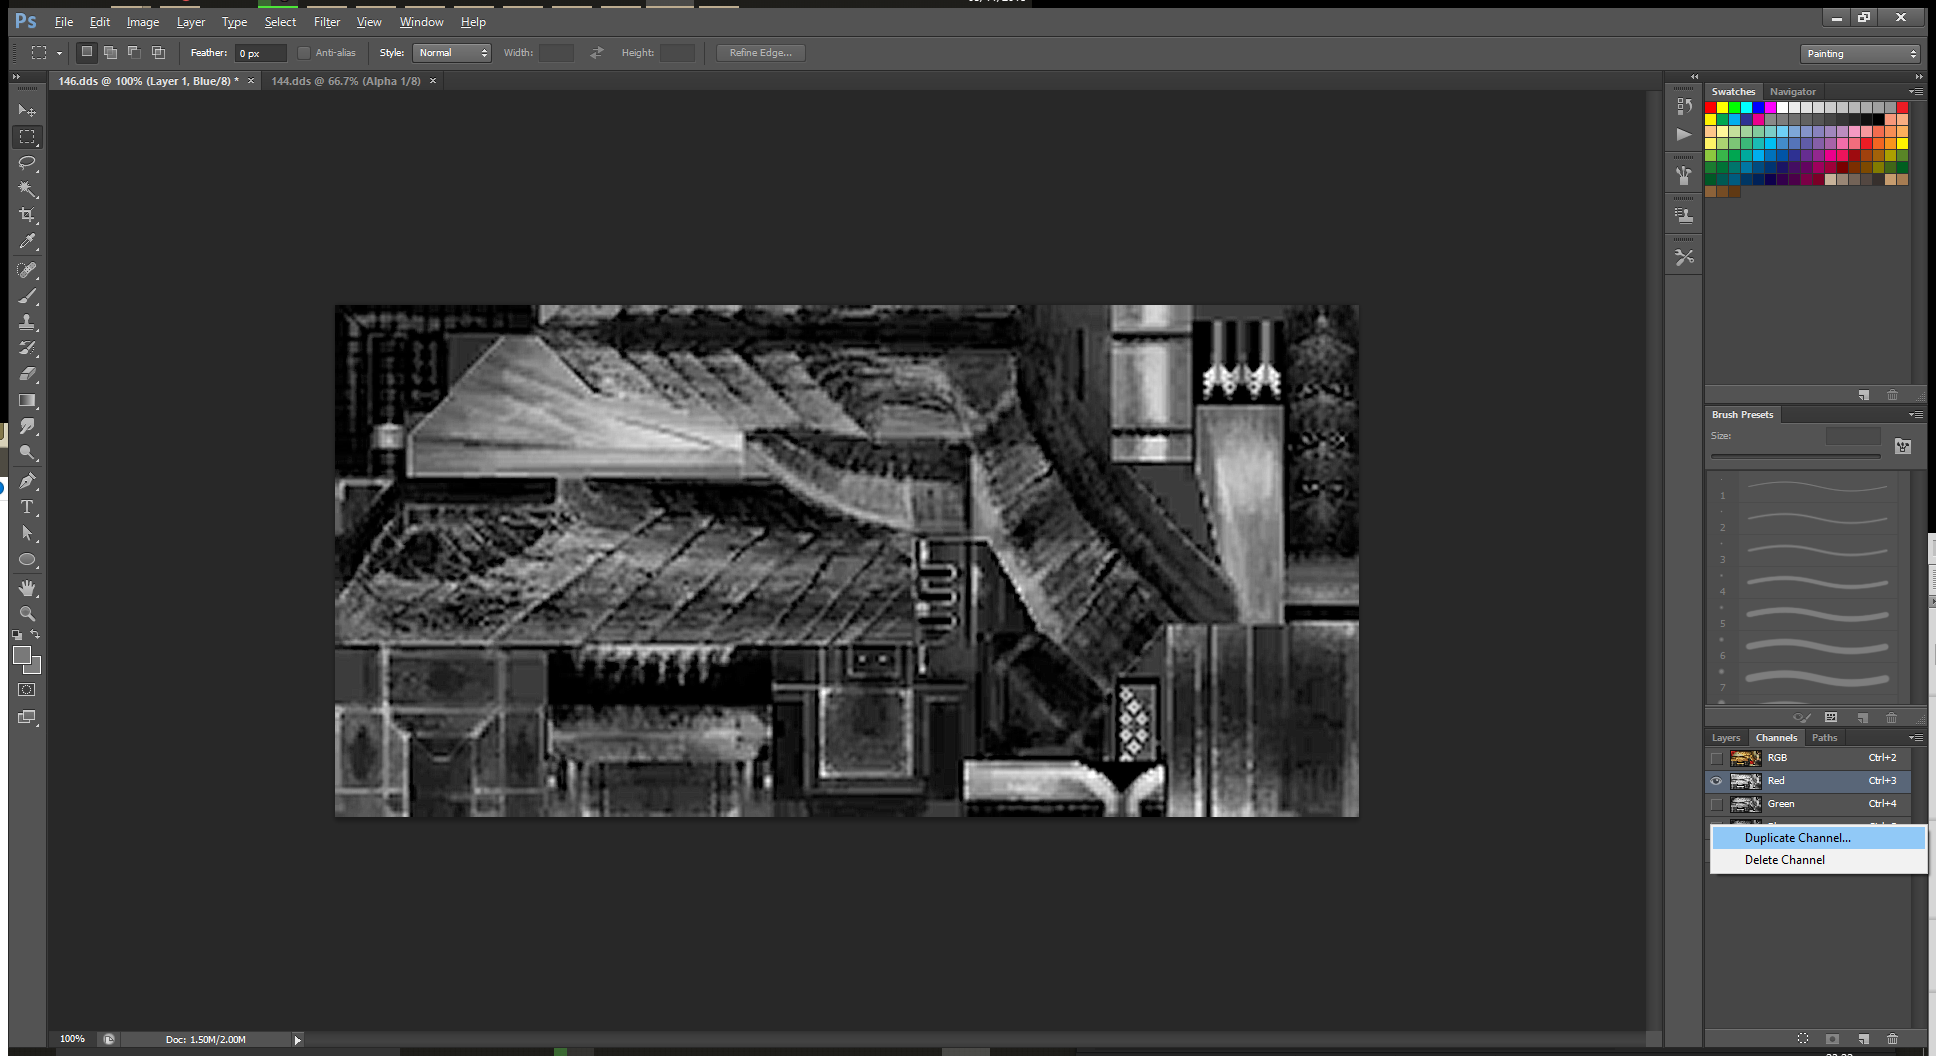 Ps File Edit Image Layer Type Select Filter View Window Help
Feather: 0 px Anti-alias Style: Normal Width: Height: Refine Edge... Painting
146.dds @ 100% (Layer 1, Blue/8) * × 144.dds @ 66.7% (Alpha 1/8) ×
Swatches Navigator
Brush Presets
Size:
1
2
3
4
5
6
7
Layers Channels Paths
RGB Ctrl+2
Red Ctrl+3
Green Ctrl+4
Duplicate Channel...
Delete Channel
100% Doc: 1.50M/2.00M